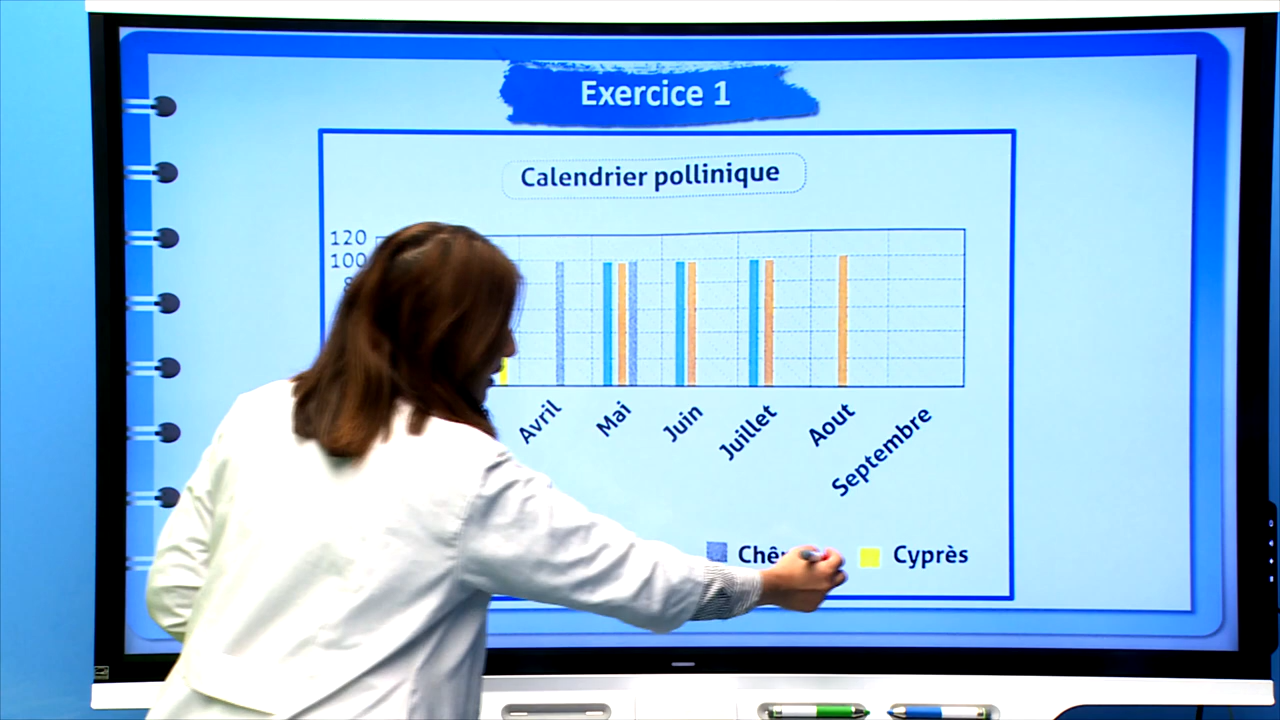 Exercice 1
Calendrier pollinique
120
100
Avril
Mai
Juin
Juillet
Aout
Septembre
Cyprès